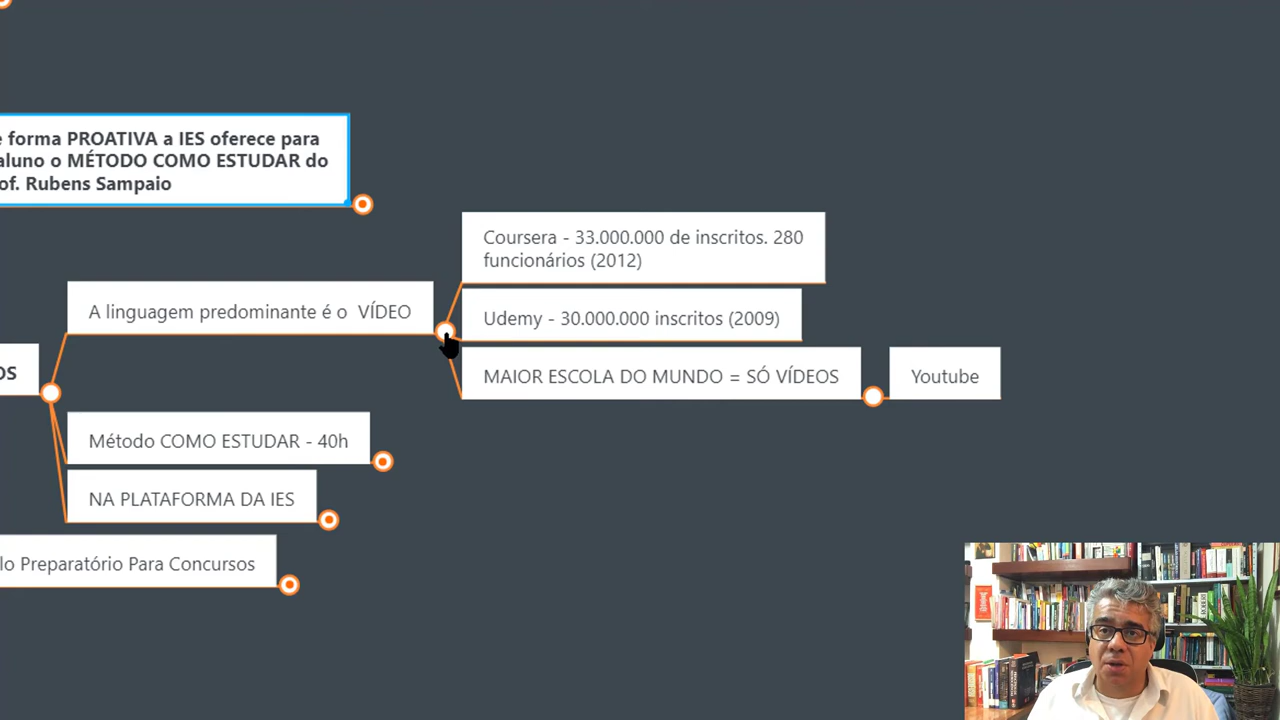 e forma PROATIVA a IES oferece para
aluno o MÉTODO COMO ESTUDAR do
of. Rubens Sampaio
Coursera - 33.000.000 de inscritos. 280
funcionários (2012)
A linguagem predominante é o VÍDEO
Udemy - 30.000.000 inscritos (2009)
OS
MAIOR ESCOLA DO MUNDO = SÓ VÍDEOS
Youtube
Método COMO ESTUDAR - 40h
NA PLATAFORMA DA IES
lo Preparatório Para Concursos